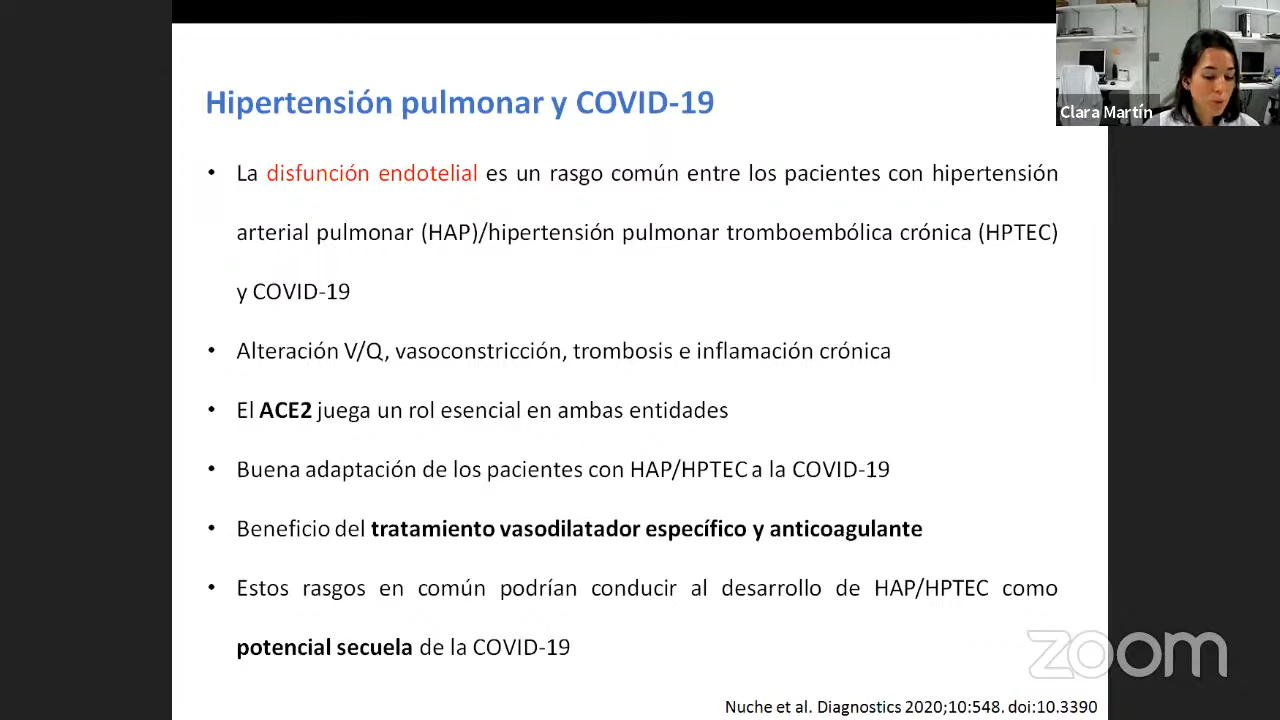 Hipertensión pulmonar y COVID-19
Clara Martín
• La disfunción endotelial es un rasgo común entre los pacientes con hipertensión
arterial pulmonar (HAP)/hipertensión pulmonar tromboembólica crónica (HPTEC)
y COVID-19
• Alteración V/Q, vasoconstricción, trombosis e inflamación crónica
• El ACE2 juega un rol esencial en ambas entidades
• Buena adaptación de los pacientes con HAP/HPTEC a la COVID-19
• Beneficio del tratamiento vasodilatador específico y anticoagulante
• Estos rasgos en común podrían conducir al desarrollo de HAP/HPTEC como
potencial secuela de la COVID-19
zoom
Nuche et al. Diagnostics 2020;10:548. doi:10.3390